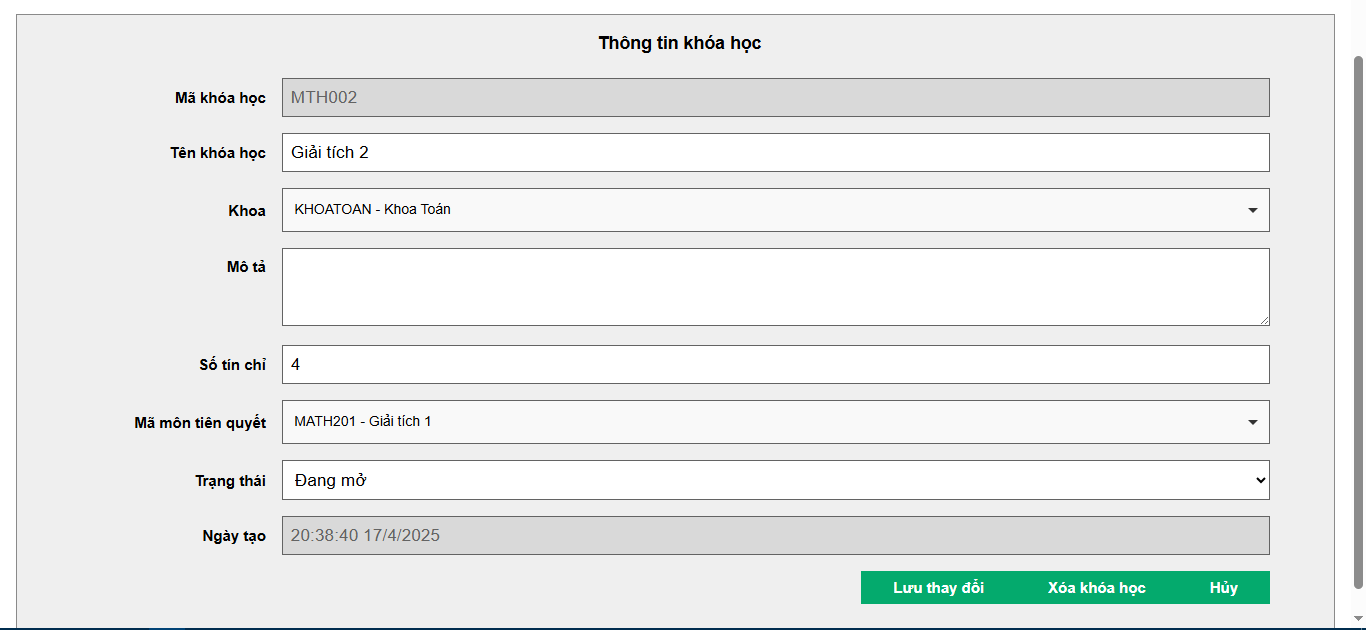 Thông tin khóa học
Mã khóa học MTH002
Tên khóa học Giải tích 2
Khoa KHOATOAN - Khoa Toán
Mô tả
Số tín chỉ 4
Mã môn tiên quyết MATH201 - Giải tích 1
Trạng thái Đang mở
Ngày tạo 20:38:40 17/4/2025
Lưu thay đổi Xóa khóa học Hủy